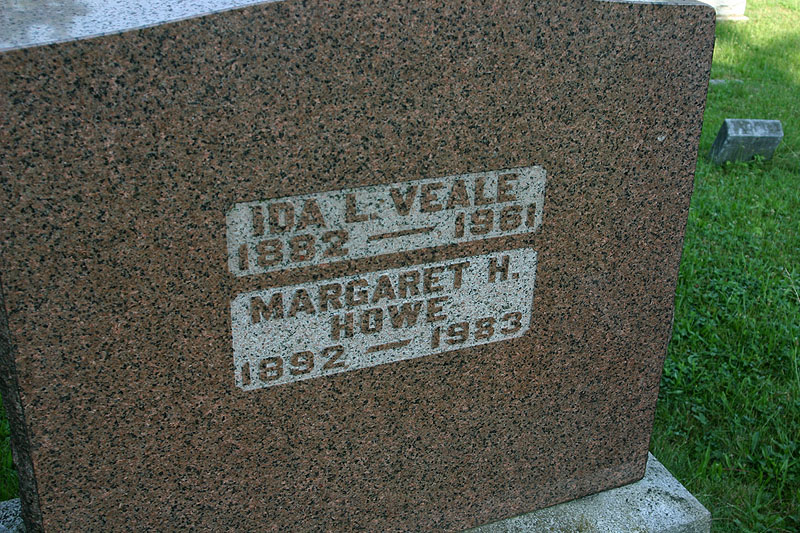 IDA L. VEALE
1882 — 1961
MARGARET H.
HOWE
1892 — 1983